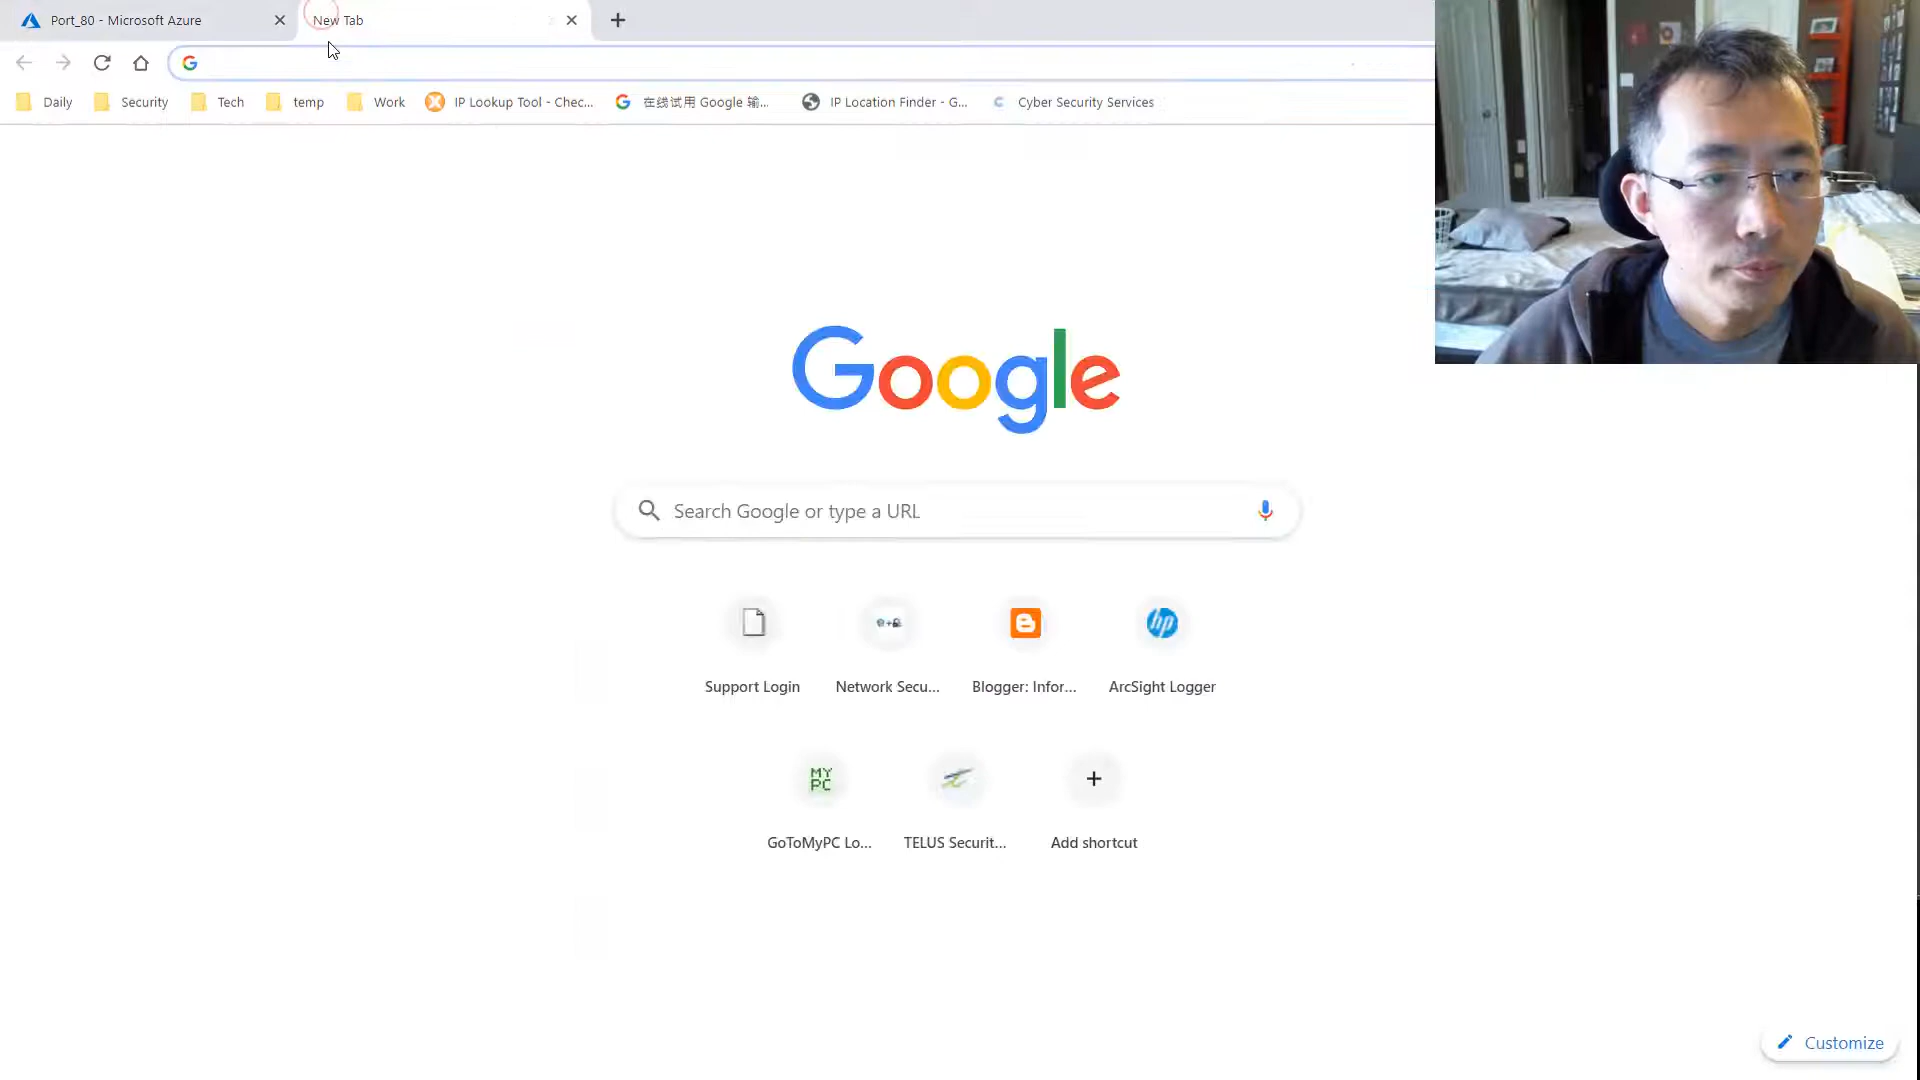 Port_80 - Microsoft Azure
New Tab
Daily
Security
Tech
temp
Work
IP Lookup Tool - Chec...
在线试用 Google 输...
IP Location Finder - G...
Cyber Security Services
Google
Search Google or type a URL
Support Login
Network Secu...
Blogger: Infor...
hp
ArcSight Logger
MY
PC
GoToMyPC Lo...
TELUS Securit...
Add shortcut
Customize